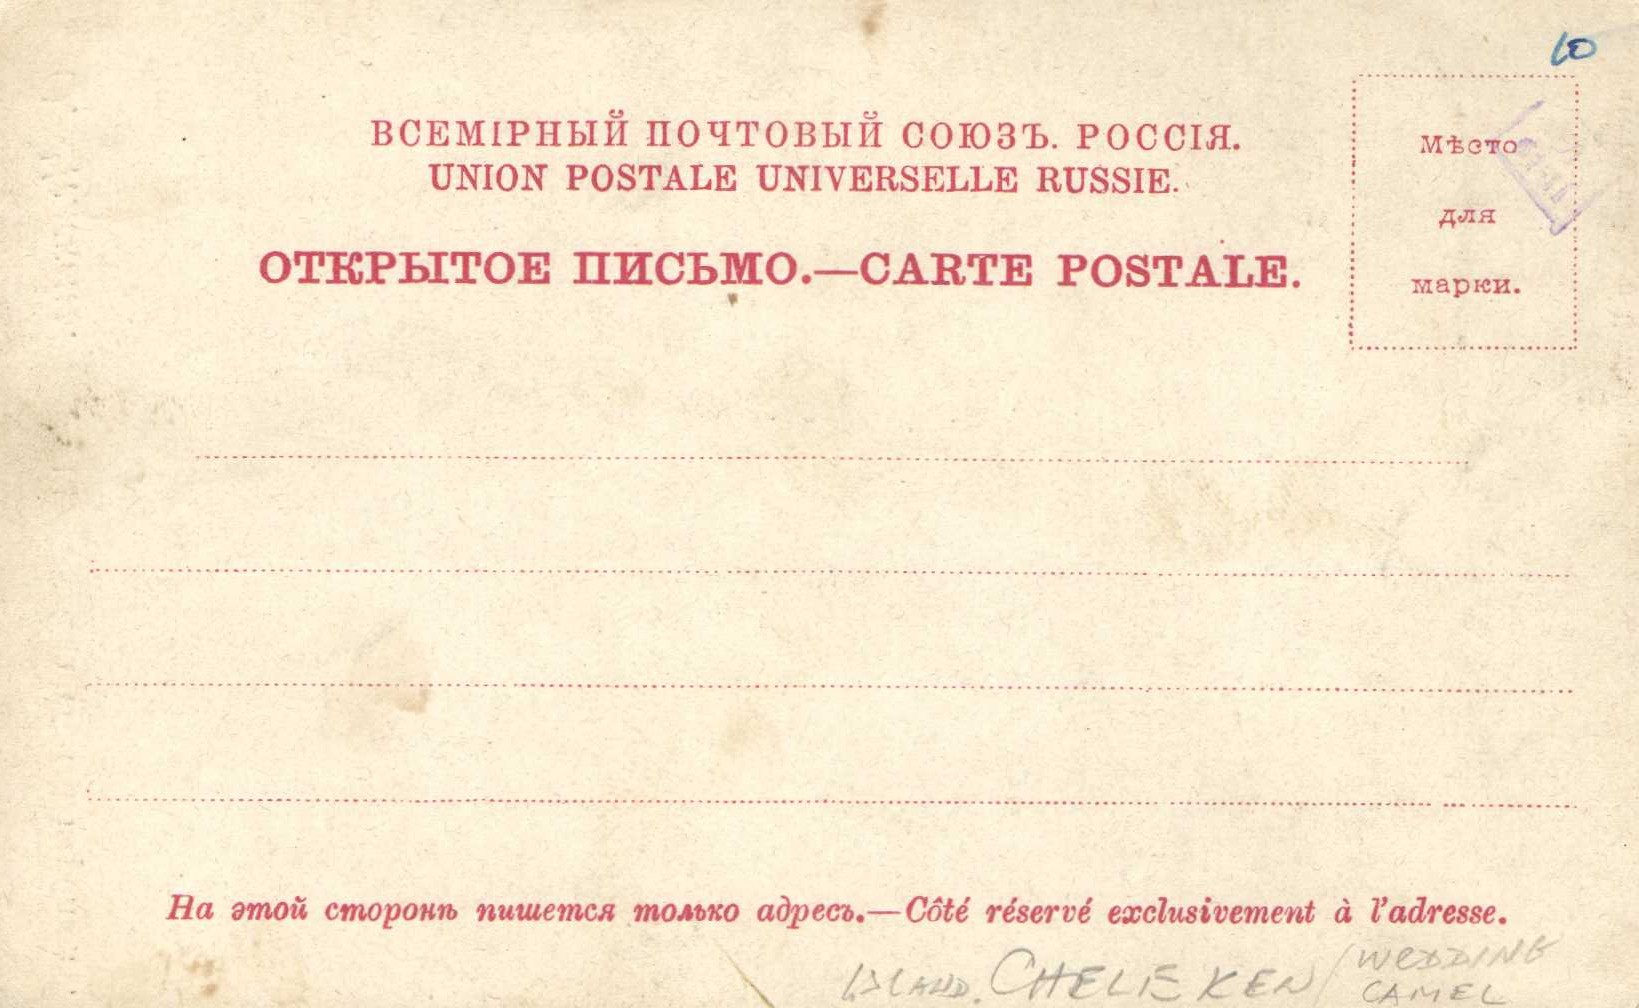 10
ВСЕМІРНЫЙ ПОЧТОВЫЙ СОЮЗЪ. РОССІЯ.
UNION POSTALE UNIVERSELLE RUSSIE.
ОТКРЫТОЕ ПИСЬМО.—CARTE POSTALE.
Мѣсто
для
марки.
На этой сторонѣ пишется только адресъ.—Côté réservé exclusivement à l'adresse.
ISLAND. CHELEKEN / WEDDING
CAMEL